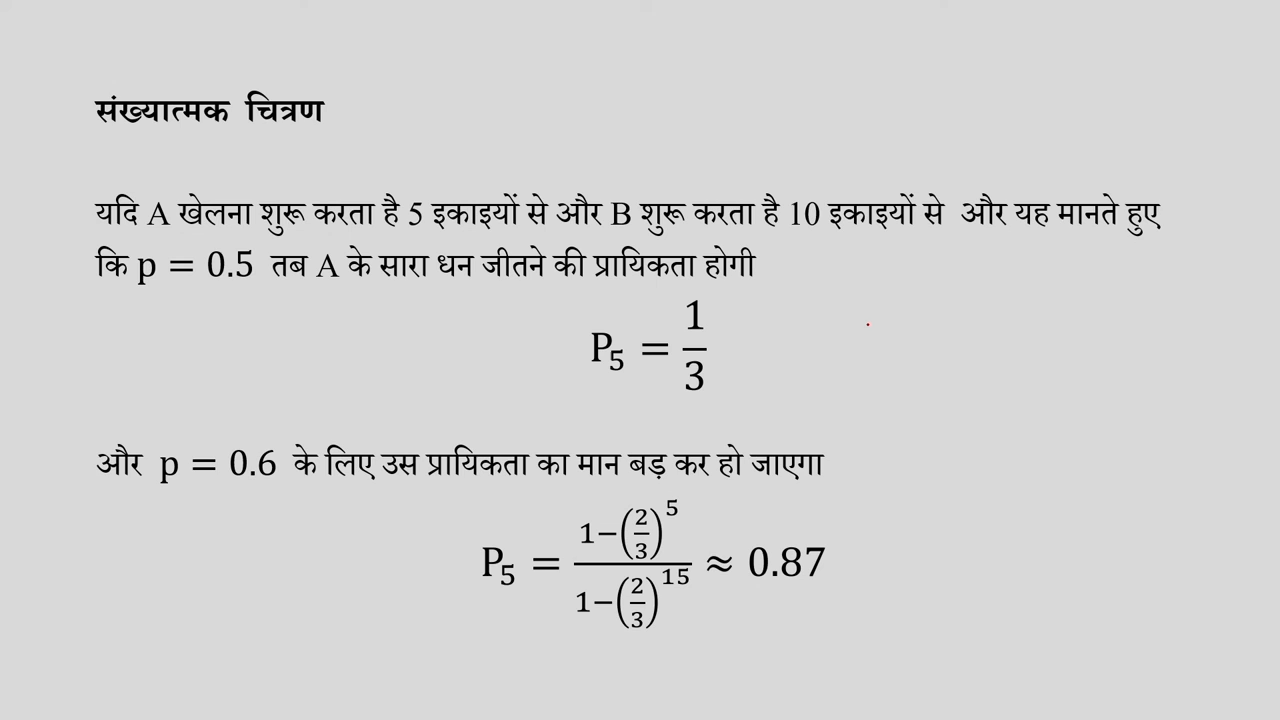 संख्यात्मक चित्रण
यदि A खेलना शुरू करता है 5 इकाइयों से और B शुरू करता है 10 इकाइयों से और यह मानते हुए
कि p = 0.5 तब A के सारा धन जीतने की प्रायिकता होगी
P₅ = 1/3
और p = 0.6 के लिए उस प्रायिकता का मान बड़ कर हो जाएगा
P₅ = (1−(2/3)⁵)/(1−(2/3)¹⁵) ≈ 0.87